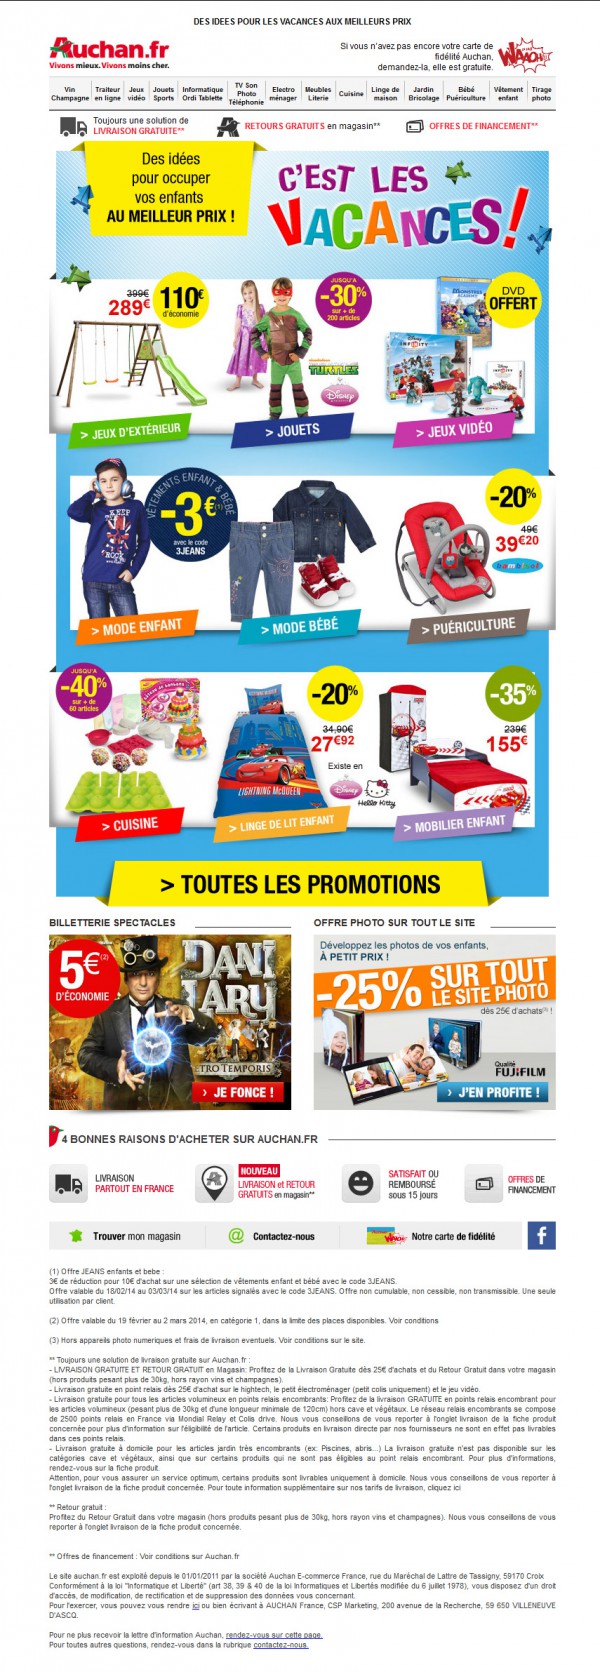 DES IDEES POUR LES VACANCES AUX MEILLEURS PRIX
Auchan.fr
Vivons mieux. Vivons moins cher.
Si vous n'avez pas encore votre carte de
fidélité Auchan,
demandez-la, elle est gratuite.
WAAOH!
Vin
Champagne
Traiteur
en ligne
Jeux
vidéo
Jouets
Sports
Informatique
Ordi Tablette
TV Son
Photo
Téléphonie
Electro
ménager
Meubles
Literie
Cuisine
Linge de
maison
Jardin
Bricolage
Bébé
Puériculture
Vêtement
enfant
Tirage
photo
Toujours une solution de
LIVRAISON GRATUITE**
RETOURS GRATUITS en magasin**
OFFRES DE FINANCEMENT**
Des idées
pour occuper
vos enfants
AU MEILLEUR PRIX !
C'EST LES
VACANCES!
399€
289€
110€
d'économie
JUSQU'A
-30%
sur + de
200 articles
DVD
OFFERT
nickelodeon
TURTLES
Disney
DISNEY INFINITY
> JEUX D'EXTÉRIEUR
> JOUETS
> JEUX VIDÉO
VÊTEMENTS ENFANT & BÉBÉ
-3€(1)
avec le code
3JEANS
KEEP
ROCK
-20%
49€
39€20
bambisol
> MODE ENFANT
> MODE BÉBÉ
> PUÉRICULTURE
JUSQU'A
-40%
sur + de
60 articles
LIGHTNING McQUEEN
-20%
34,90€
27€92
Existe en
Disney
Hello Kitty
-35%
239€
155€
> CUISINE
> LINGE DE LIT ENFANT
> MOBILIER ENFANT
> TOUTES LES PROMOTIONS
BILLETTERIE SPECTACLES
5€(2)
D'ÉCONOMIE
DANI
LARY
RETRO TEMPORIS
> JE FONCE !
OFFRE PHOTO SUR TOUT LE SITE
Développez les photos de vos enfants,
À PETIT PRIX !
-25% SUR TOUT
LE SITE PHOTO
dès 25€ d'achats(3) !
Qualité
FUJIFILM
> J'EN PROFITE !
4 BONNES RAISONS D'ACHETER SUR AUCHAN.FR
LIVRAISON
PARTOUT EN FRANCE
NOUVEAU
LIVRAISON et RETOUR
GRATUITS en magasin**
SATISFAIT OU
REMBOURSÉ
sous 15 jours
OFFRES DE
FINANCEMENT
Trouver mon magasin
Contactez-nous
Notre carte de fidélité
(1) Offre JEANS enfants et bebe :
3€ de réduction pour 10€ d'achat sur une sélection de vêtements enfant et bébé avec le code 3JEANS.
Offre valable du 18/02/14 au 03/03/14 sur les articles signalés avec le code 3JEANS. Offre non cumulable, non cessible, non transmissible. Une seule
utilisation par client.
(2) Offre valable du 19 février au 2 mars 2014, en catégorie 1, dans la limite des places disponibles. Voir conditions
(3) Hors appareils photo numeriques et frais de livraison eventuels. Voir conditions sur le site.
** Toujours une solution de livraison gratuite sur Auchan.fr :
- LIVRAISON GRATUITE ET RETOUR GRATUIT en Magasin: Profitez de la Livraison Gratuite dès 25€ d'achats et du Retour Gratuit dans votre magasin
(hors produits pesant plus de 30kg, hors rayon vins et champagnes).
- Livraison gratuite en point relais dès 25€ d'achat sur le hightech, le petit électroménager (petit colis uniquement) et le jeu vidéo.
- Livraison gratuite pour tous les articles volumineux en points relais encombrants: Profitez de la livraison GRATUITE en points relais encombrant pour
les articles volumineux (pesant plus de 30kg et d'une longueur minimale de 120cm) hors cave et végétaux. Le réseau relais encombrants se compose
de 2500 points relais en France via Mondial Relay et Colis drive. Nous vous conseillons de vous reporter à l'onglet livraison de la fiche produit
concernée pour plus d'information sur l'éligibilité de l'article. Certains produits en livraison directe par nos fournisseurs ne sont en effet pas livrables
dans ces points relais.
- Livraison gratuite à domicile pour les articles jardin très encombrants (ex: Piscines, abris...) La livraison gratuite n'est pas disponible sur les
catégories cave et végétaux, ainsi que sur certains produits qui ne sont pas éligibles au point relais encombrant. Pour plus d'informations,
rendez-vous sur la fiche produit.
Attention, pour vous assurer un service optimum, certains produits sont livrables uniquement à domicile. Nous vous conseillons de vous reporter à
l'onglet livraison de la fiche produit concernée. Pour toute information supplémentaire sur nos tarifs de livraison, cliquez ici
** Retour gratuit :
Profitez du Retour Gratuit dans votre magasin (hors produits pesant plus de 30kg, hors rayon vins et champagnes). Nous vous conseillons de vous
reporter à l'onglet livraison de la fiche produit concernée.
** Offres de financement : Voir conditions sur Auchan.fr
Le site auchan.fr est exploité depuis le 01/01/2011 par la société Auchan E-commerce France, rue du Maréchal de Lattre de Tassigny, 59170 Croix
Conformément à la loi "Informatique et Liberté" (art 38, 39 & 40 de la loi Informatiques et Libertés modifiée du 6 juillet 1978), vous disposez d'un droit
d'accès, de modification, de rectification et de suppression des données vous concernant.
Pour l'exercer, vous pouvez vous rendre ici ou bien écrivant à AUCHAN France, CSP Marketing, 200 avenue de la Recherche, 59 650 VILLENEUVE
D'ASCQ.
Pour ne plus recevoir la lettre d'information Auchan, rendez-vous sur cette page.
Pour toutes autres questions, rendez-vous dans la rubrique contactez-nous.